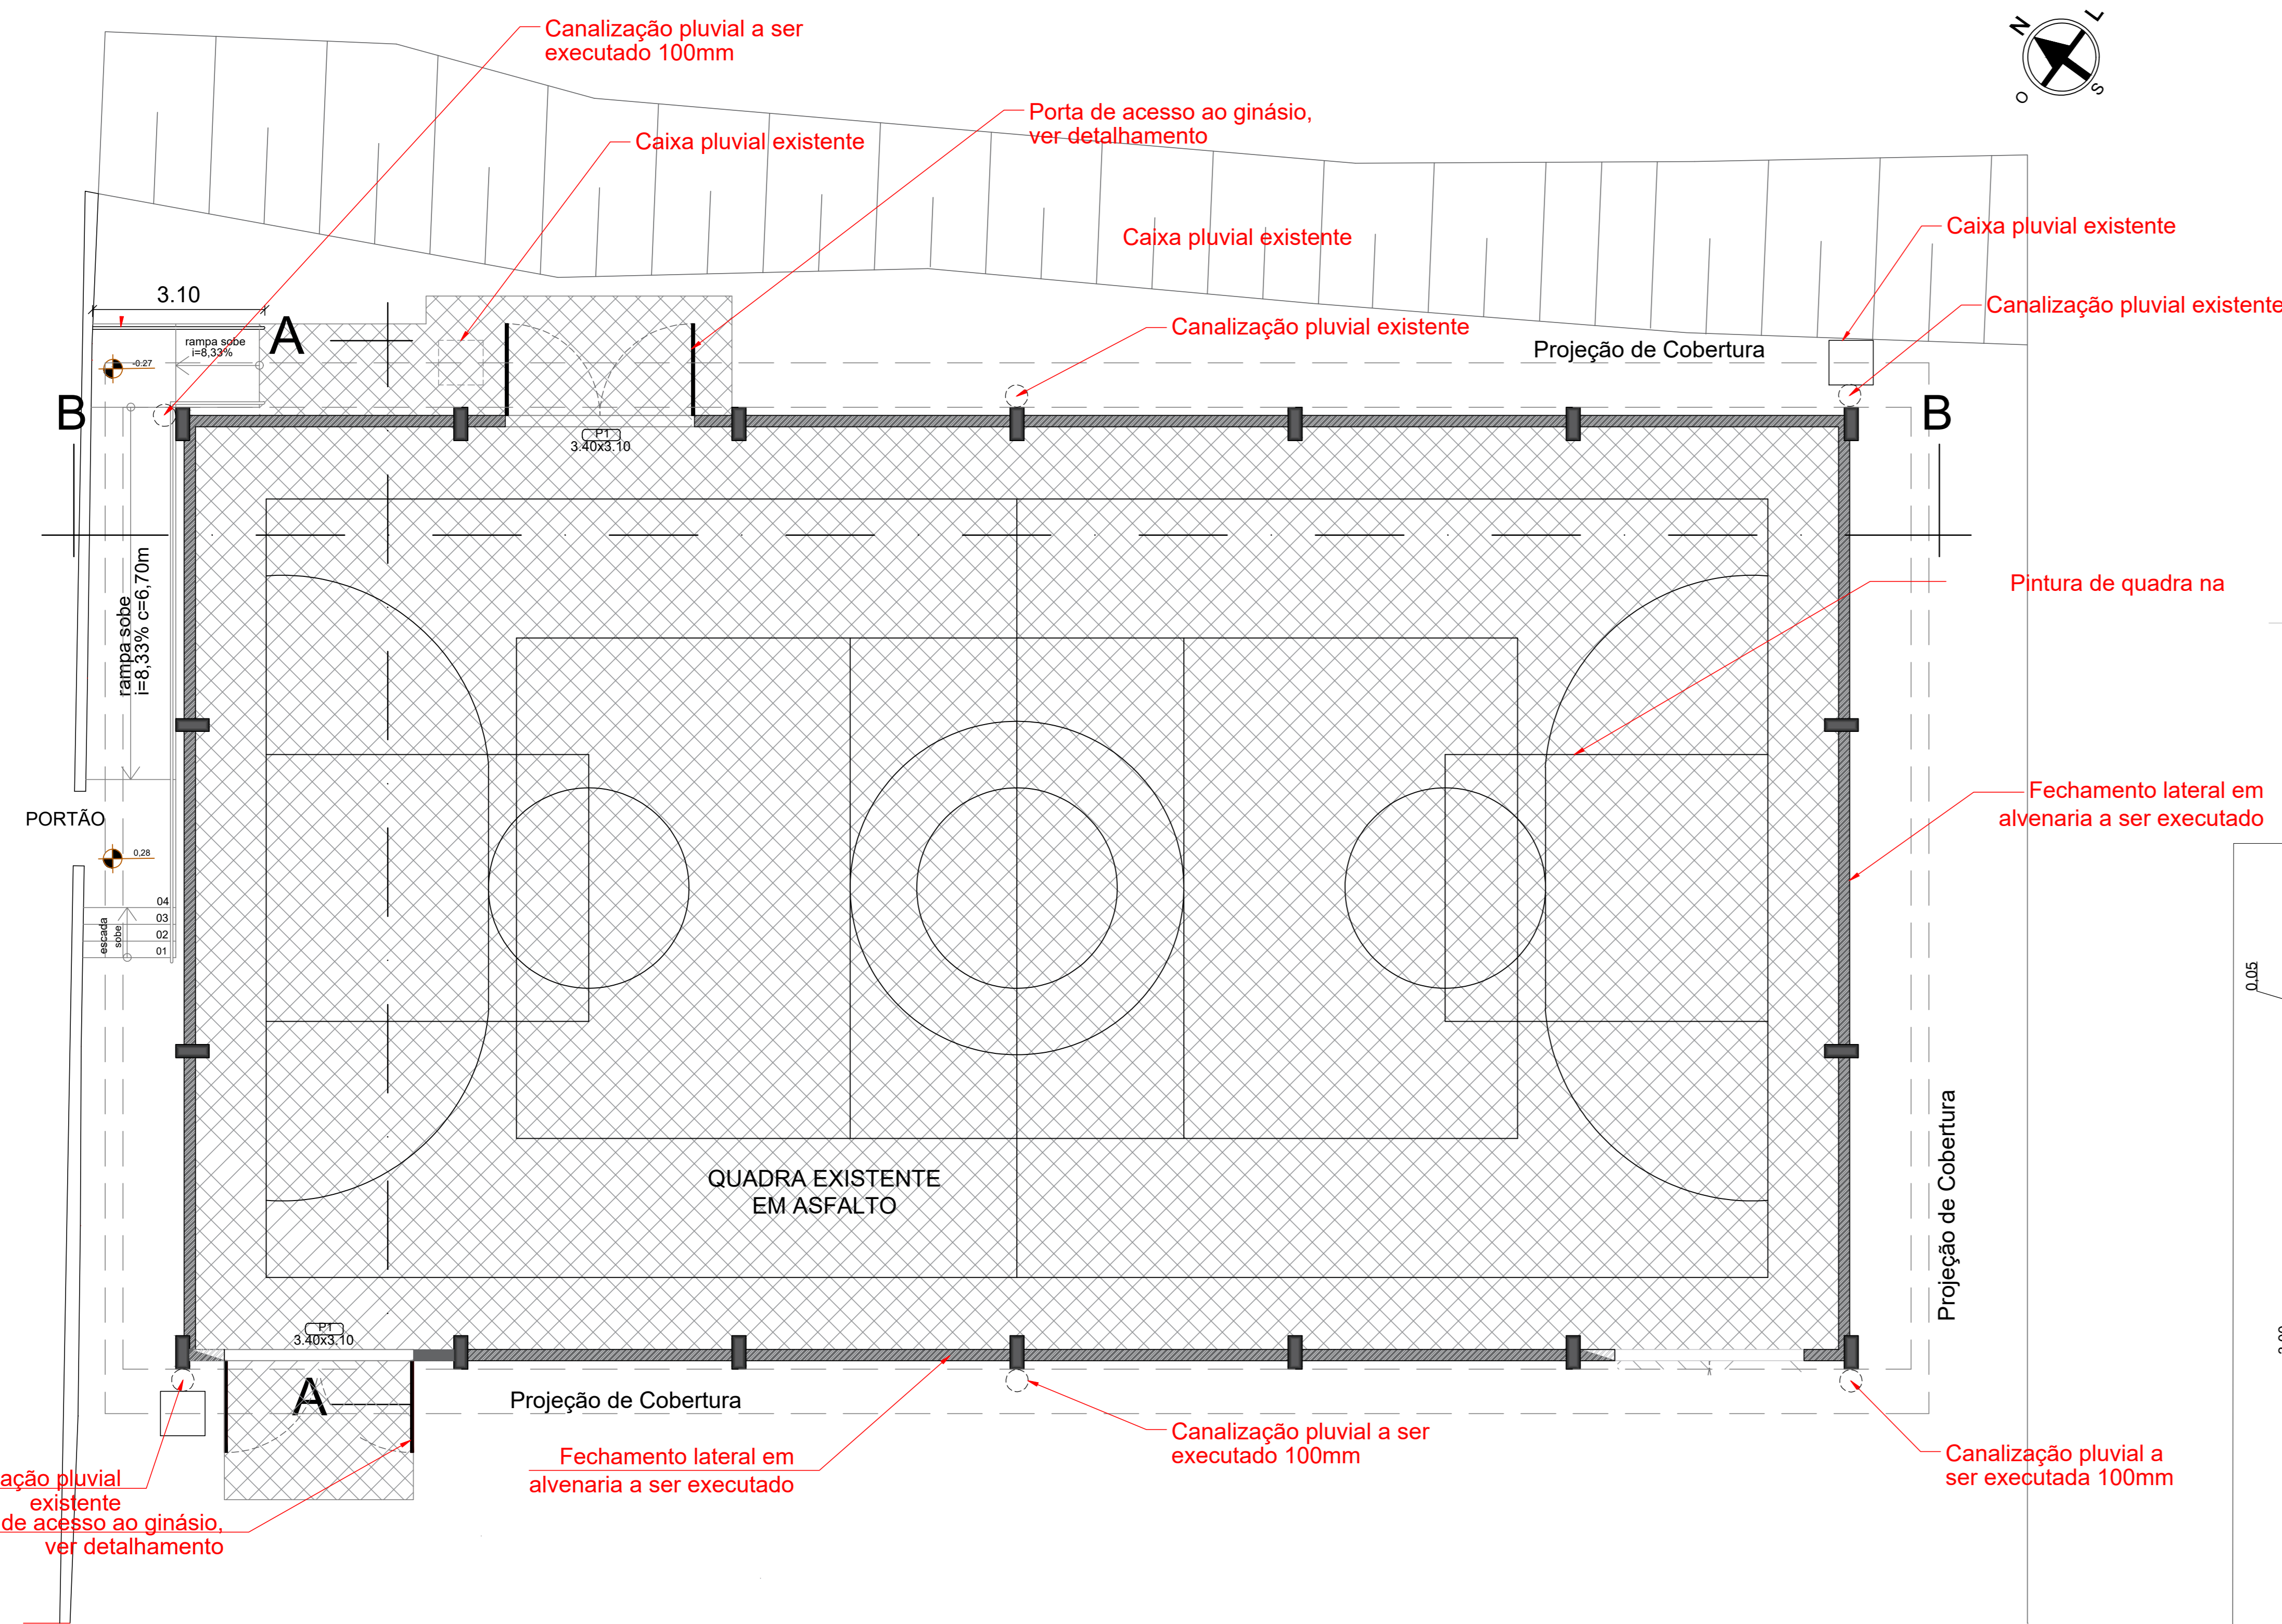 Canalização pluvial a ser
executado 100mm
N
L
O
S
Porta de acesso ao ginásio,
ver detalhamento
Caixa pluvial existente
Caixa pluvial existente
Caixa pluvial existente
3.10
Canalização pluvial existente
Canalização pluvial existente
A
rampa sobe
i=8,33%
Projeção de Cobertura
-0.27
B
B
P1
3.40x3.10
rampa sobe
i=8,33% c=6,70m
Pintura de quadra na
Fechamento lateral em
alvenaria a ser executado
PORTÃO
0,28
04
03
02
01
escada
sobe
0,05
QUADRA EXISTENTE
EM ASFALTO
Projeção de Cobertura
P1
3.40x3.10
A
Projeção de Cobertura
Canalização pluvial a ser
executado 100mm
Fechamento lateral em
alvenaria a ser executado
Canalização pluvial a
ser executada 100mm
ação pluvial
existente
de acesso ao ginásio,
ver detalhamento